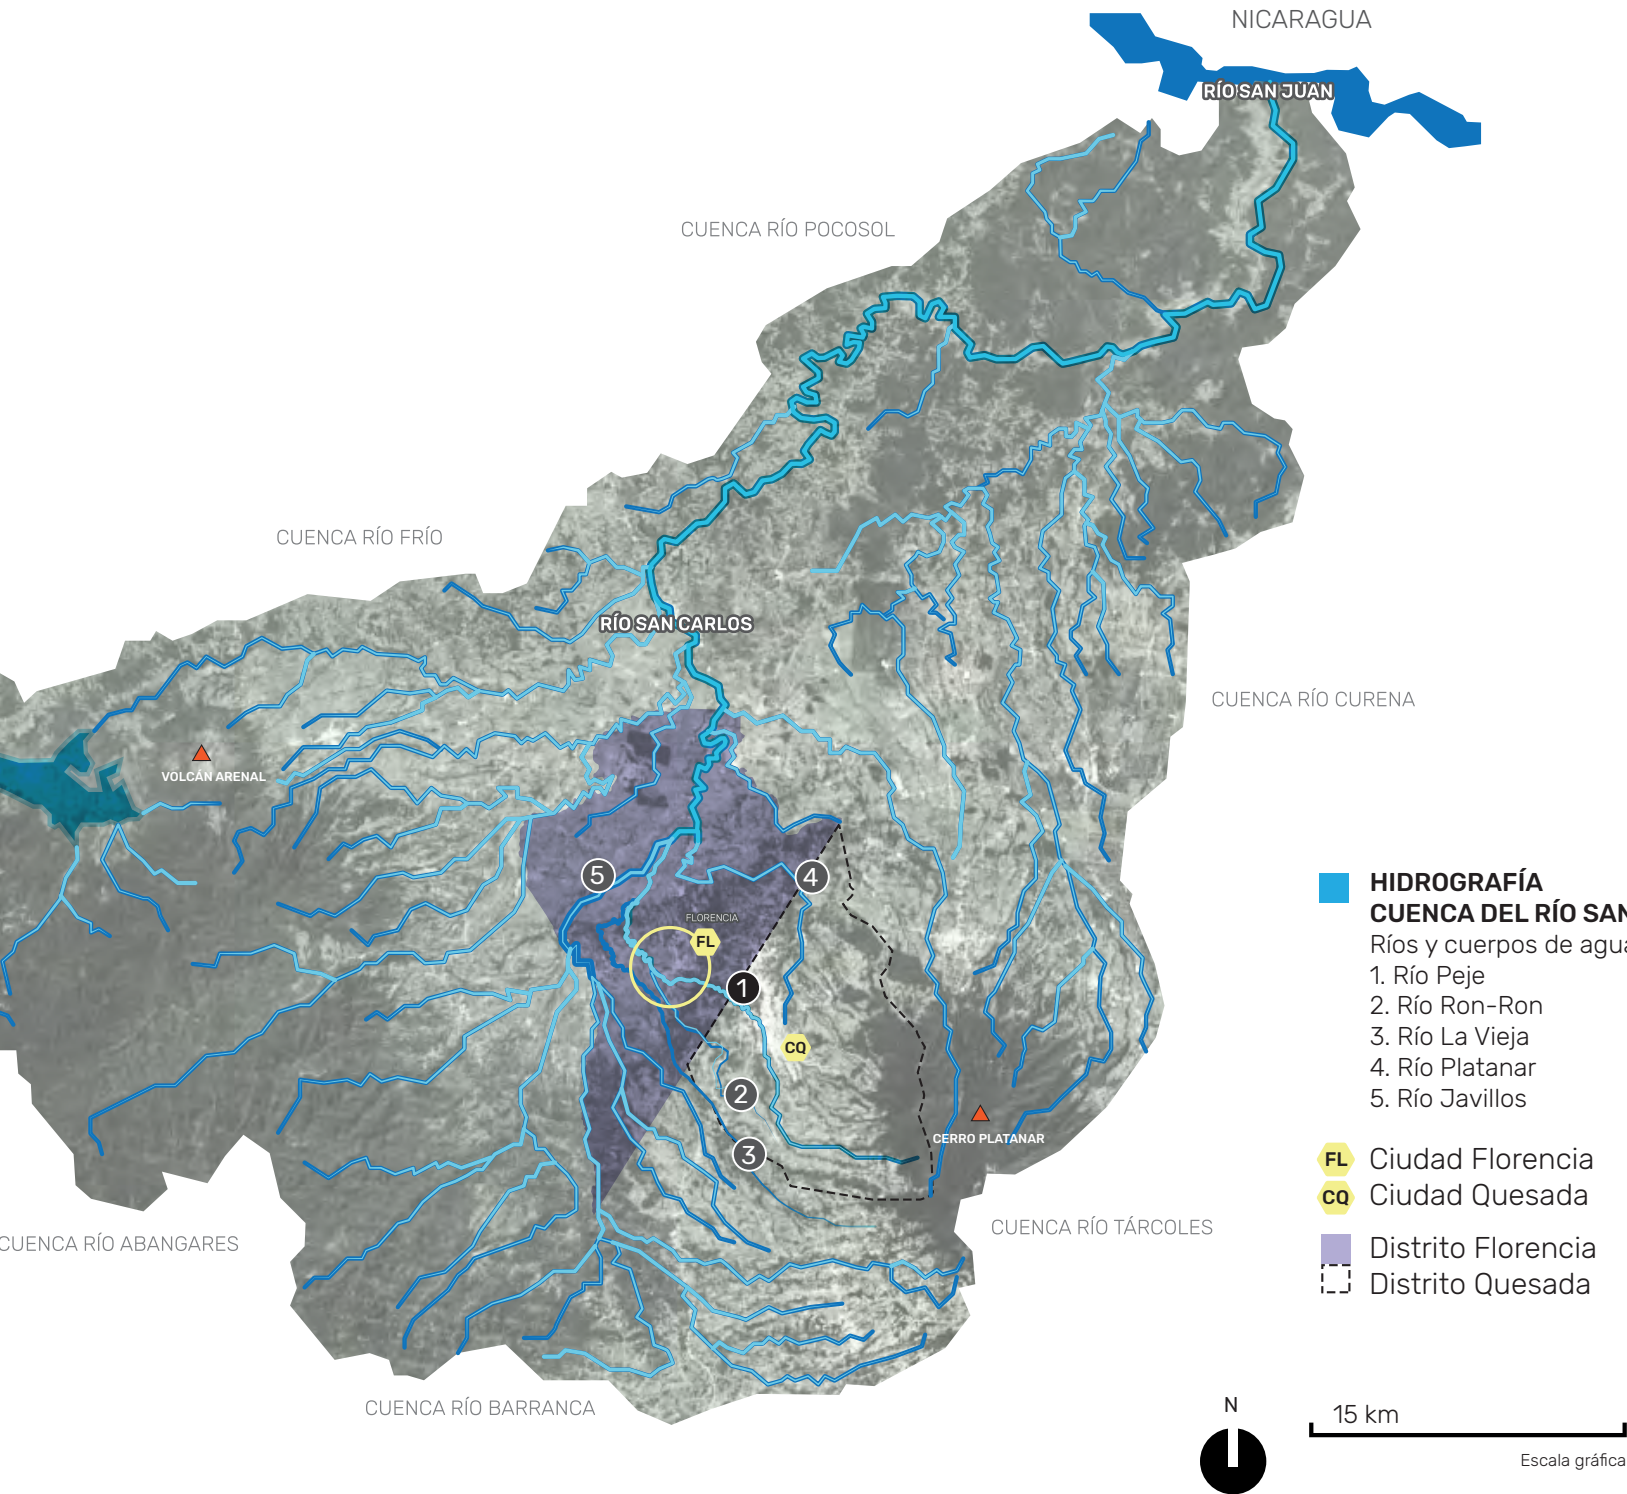 NICARAGUA
RÍO SAN JUAN
CUENCA RÍO POCOSOL
CUENCA RÍO FRÍO
RÍO SAN CARLOS
CUENCA RÍO CURENA
VOLCÁN ARENAL
5
4
FLORENCIA
FL
1
CQ
2
3
CERRO PLATANAR
CUENCA RÍO TÁRCOLES
CUENCA RÍO ABANGARES
CUENCA RÍO BARRANCA
HIDROGRAFÍA
CUENCA DEL RÍO SAN
Ríos y cuerpos de agua
1. Río Peje
2. Río Ron-Ron
3. Río La Vieja
4. Río Platanar
5. Río Javillos
FL Ciudad Florencia
CQ Ciudad Quesada
Distrito Florencia
Distrito Quesada
N
15 km
Escala gráfica